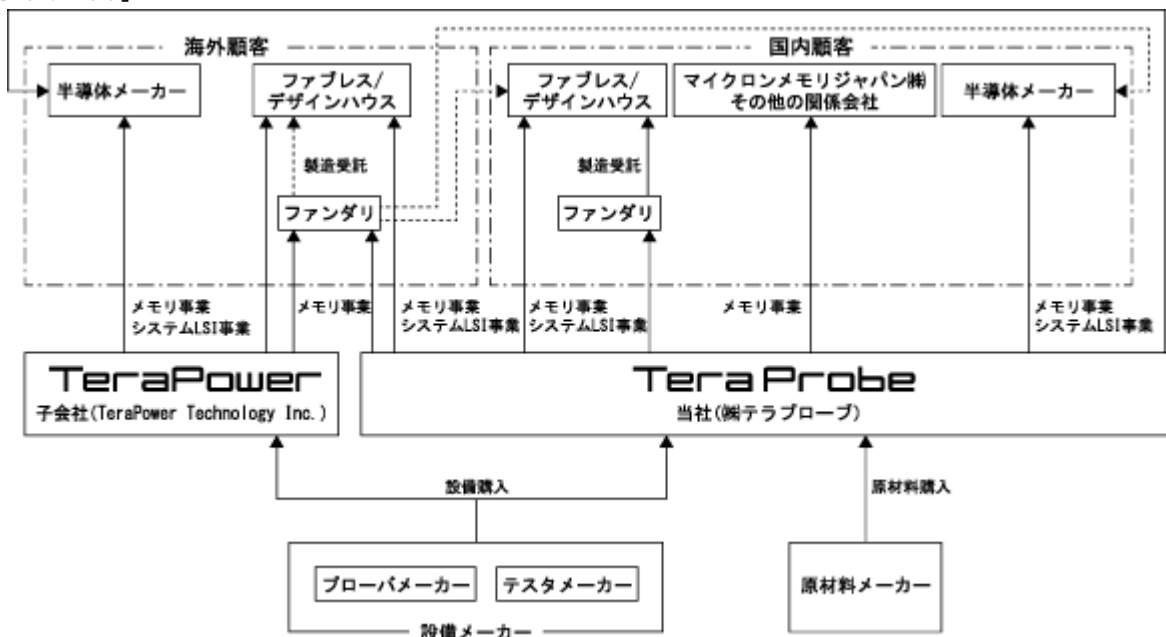 海外顧客
国内顧客
半導体メーカー
ファブレス/
デザインハウス
ファブレス/
デザインハウス
マイクロンメモリジャパン㈱
その他の関係会社
半導体メーカー
製造受託
製造受託
ファンダリ
ファンダリ
メモリ事業
システムLSI事業
メモリ事業
メモリ事業
システムLSI事業
メモリ事業
システムLSI事業
メモリ事業
メモリ事業
システムLSI事業
TeraPower
子会社(TeraPower Technology Inc.)
Tera Probe
当社(㈱テラプローブ)
設備購入
原材料購入
プローバメーカー
テスタメーカー
設備メーカー
原材料メーカー